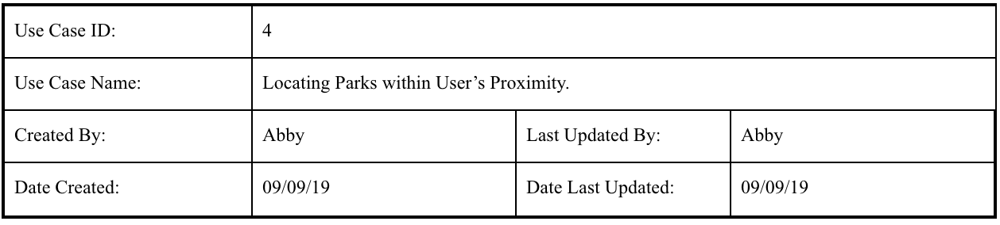 Use Case ID: 4
Use Case Name: Locating Parks within User’s Proximity.
Created By: Abby Last Updated By: Abby
Date Created: 09/09/19 Date Last Updated: 09/09/19